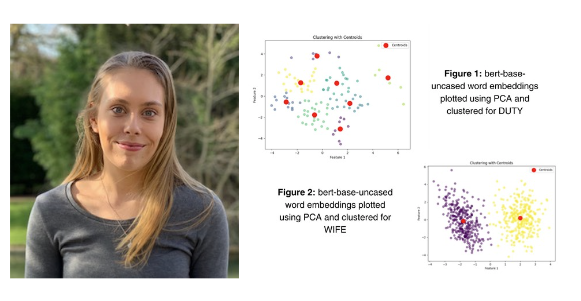 Clustering with Centroids
Centroids
Feature 2
Feature 1
Figure 1: bert-base-
uncased word embeddings
plotted using PCA and
clustered for DUTY
Figure 2: bert-base-uncased
word embeddings plotted
using PCA and clustered for
WIFE
Clustering with Centroids
Centroids
Feature 2
Feature 1